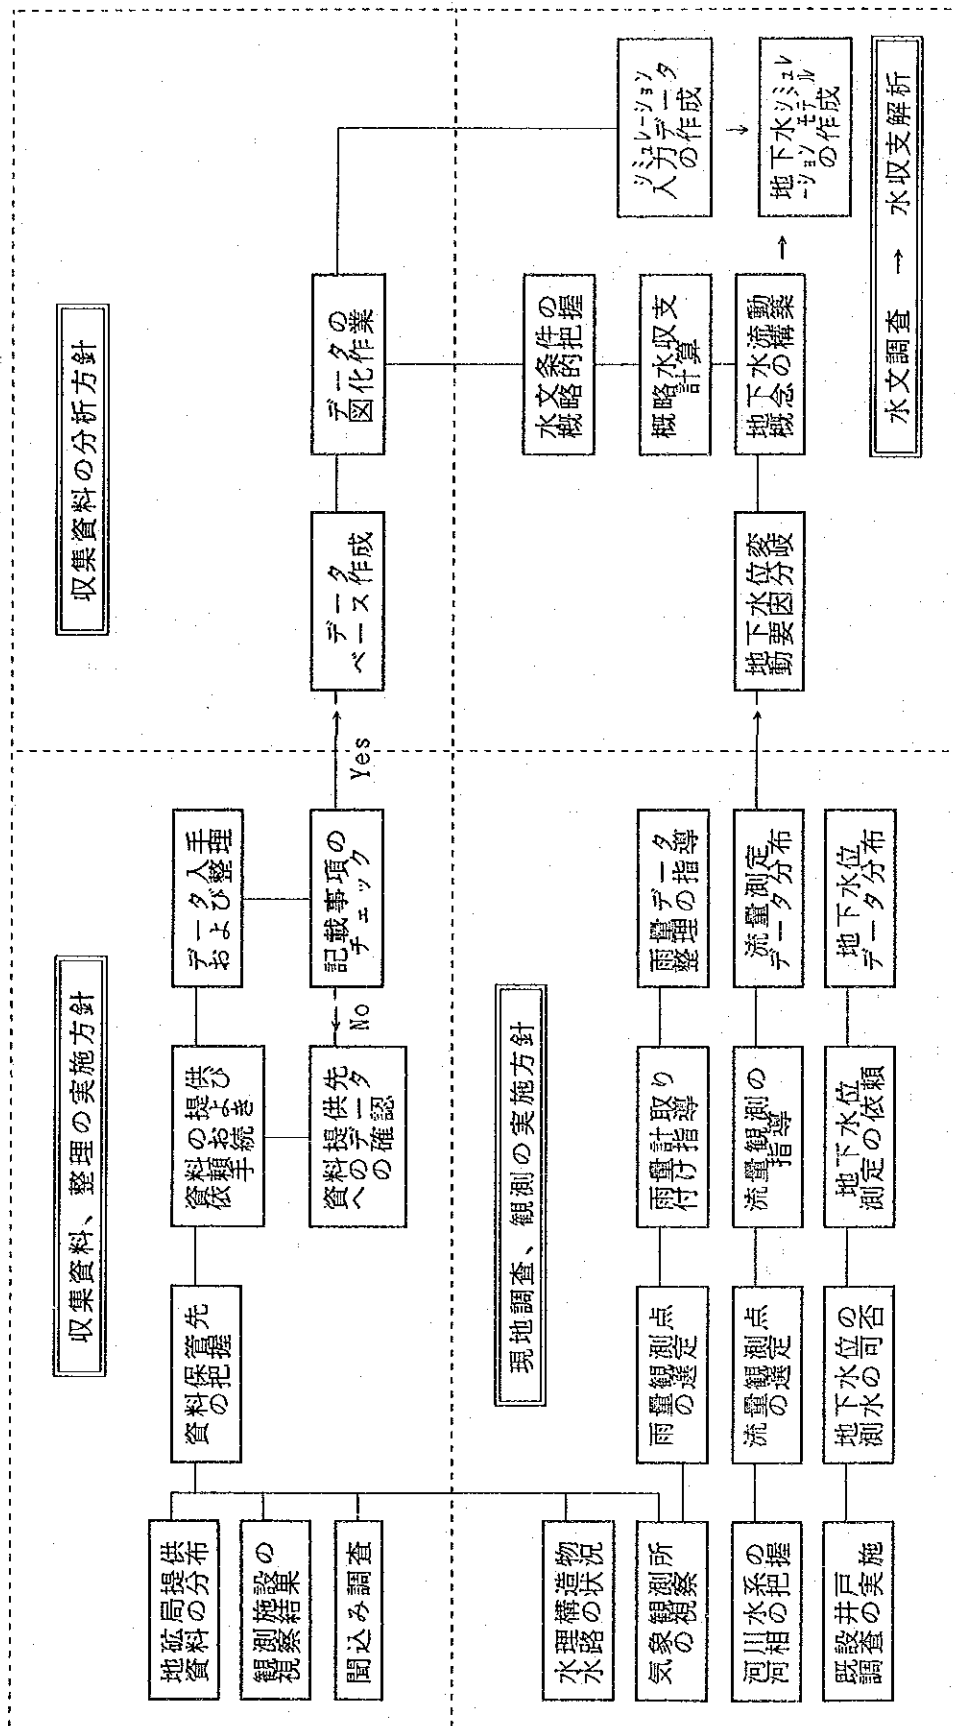 収集資料、整理の実施方針
地砿局提供
資料の分布
観測施設の
視察結果
聞込み調査
資料保管先
の把握
資料の提供
依頼および
手続き
資料提供先
へのデータ
の確認
データ入手
および整理
記載事項の
チェック
No
Yes
収集資料の分析方針
データ
ベース作成
データの
図化作業
現地調査、観測の実施方針
水理構造物
水路の状況
気象観測所
の視察
河川水系の
河相の把握
既設井戸
調査の実施
雨量観測点
の選定
流量観測点
の選定
地下水位の
測水の可否
雨量計取り
付け指導
流量観測の
指導
地下水位
測定の依頼
雨量データ
整理の指導
流量測定
データ分布
地下水位
データ分布
地下水位変
動要因分岐
水文条件の
概略的把握
概略水収支
計算
地下水流動
概念の構築
シミュレーション
入力データ
の作成
地下水シミュレ
ーション モデル
の作成
水文調査 → 水収支解析